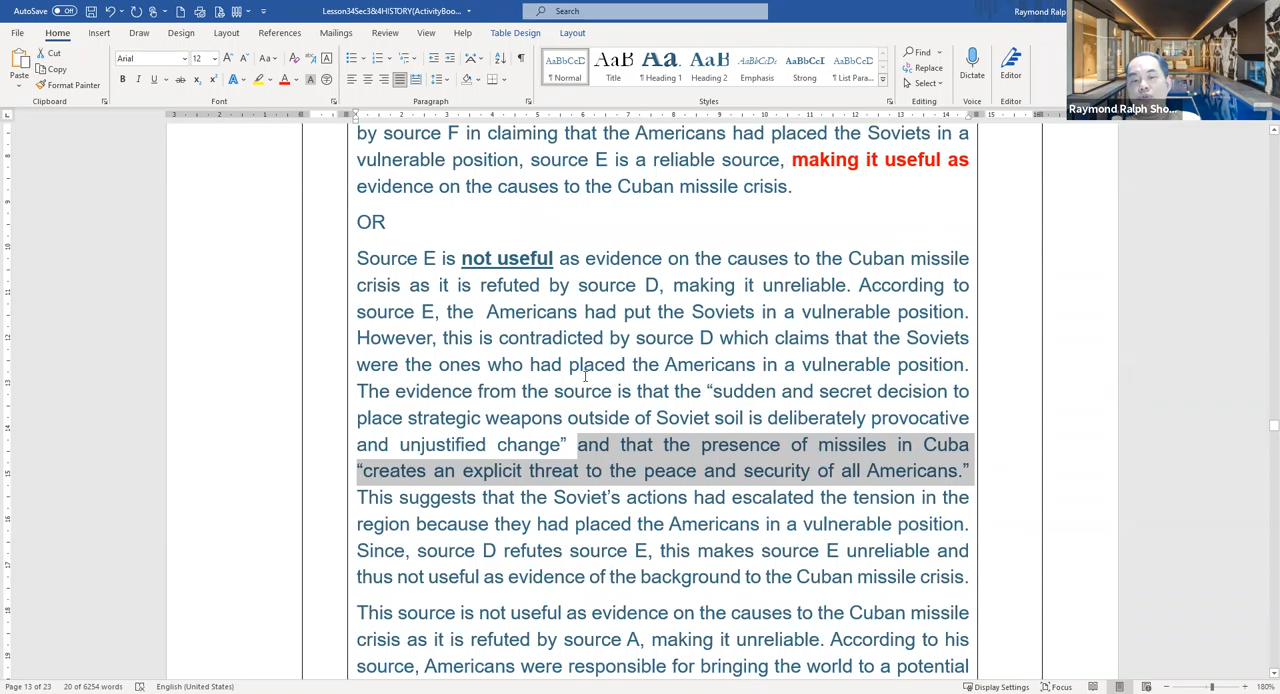 AutoSave Off Lesson34Sec3&4HISTORY(ActivityBoo... Search Raymond Ral
File Home Insert Draw Design Layout References Mailings Review View Help Table Design Layout
Paste Cut Copy Format Painter Clipboard
Arial 12 Font
Paragraph
AaBbCcD Normal AaB Title Aa. Heading 1 AaBbC Heading 2 AaBbCcD Emphasis AaBbCcI Strong AaBbCcD List Para... Styles
Find Replace Select Editing
Dictate Voice
Editor Editor
Raymond Ralph Sho...
by source F in claiming that the Americans had placed the Soviets in a
vulnerable position, source E is a reliable source, making it useful as
evidence on the causes to the Cuban missile crisis.
OR
Source E is not useful as evidence on the causes to the Cuban missile
crisis as it is refuted by source D, making it unreliable. According to
source E, the Americans had put the Soviets in a vulnerable position.
However, this is contradicted by source D which claims that the Soviets
were the ones who had placed the Americans in a vulnerable position.
The evidence from the source is that the “sudden and secret decision to
place strategic weapons outside of Soviet soil is deliberately provocative
and unjustified change” and that the presence of missiles in Cuba
“creates an explicit threat to the peace and security of all Americans.”
This suggests that the Soviet’s actions had escalated the tension in the
region because they had placed the Americans in a vulnerable position.
Since, source D refutes source E, this makes source E unreliable and
thus not useful as evidence of the background to the Cuban missile crisis.
This source is not useful as evidence on the causes to the Cuban missile
crisis as it is refuted by source A, making it unreliable. According to his
source, Americans were responsible for bringing the world to a potential
Page 13 of 23 20 of 6254 words English (United States) Display Settings Focus 180%